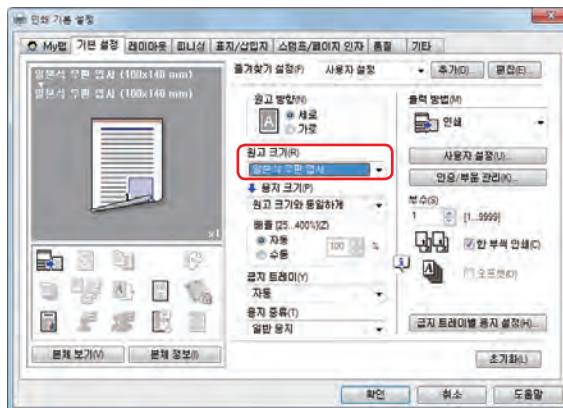 인쇄 기본 설정
My탭 기본 설정 레이아웃 피니싱 표지/삽입지 스탬프/페이지 인자 품질 기타
일본식 우편 엽서 (100x148 mm)
일본식 우편 엽서 (100x148 mm)
x1
본체 보기(V) 본체 정보(I)
즐겨찾기 설정(F) 사용자 설정 추가(D)... 편집(E)...
원고 방향(N)
세로
가로
원고 크기(R)
일본식 우편 엽서
용지 크기(P)
원고 크기와 동일하게
배율 [25...400%](Z)
자동
수동
100 %
급지 트레이(Y)
자동
용지 종류(T)
일반 용지
출력 방법(M)
인쇄
사용자 설정(U)...
인증/부문 관리(K)...
부수(S)
1 [1...9999]
한 부씩 인쇄(C)
오프셋(O)
급지 트레이별 용지 설정(H)...
초기화(L)
확인 취소 도움말